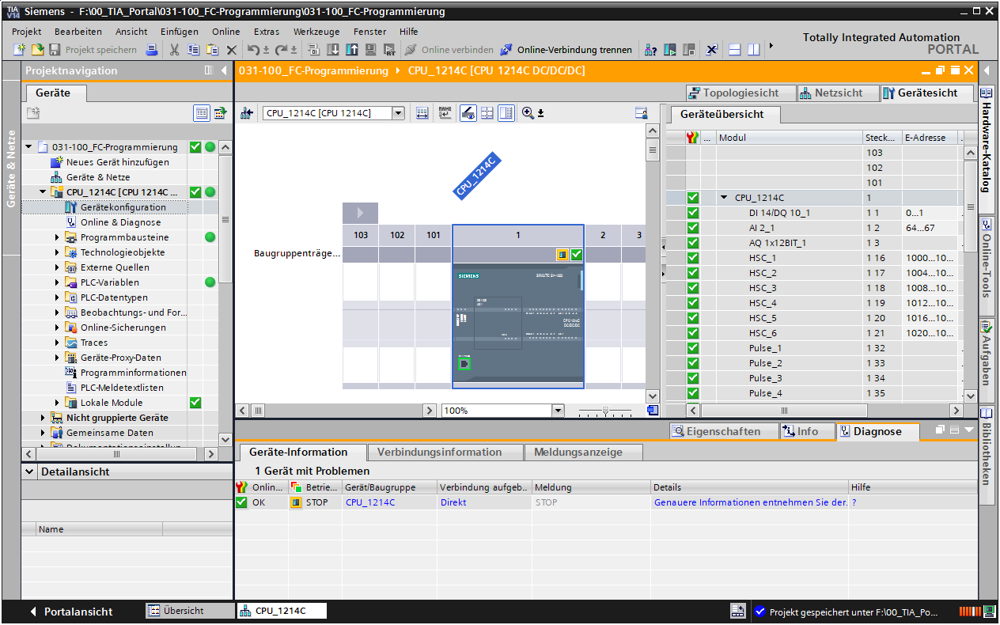 Siemens - F:\00_TIA_Portal\031-100_FC-Programmierung\031-100_FC-Programmierung
TIA V14
Projekt Bearbeiten Ansicht Einfügen Online Extras Werkzeuge Fenster Hilfe
Projekt speichern Online verbinden Online-Verbindung trennen
Totally Integrated Automation
PORTAL
Projektnavigation
Geräte
Geräte & Netze
031-100_FC-Programmierung
Neues Gerät hinzufügen
Geräte & Netze
CPU_1214C [CPU 1214C ...
Gerätekonfiguration
Online & Diagnose
Programmbausteine
Technologieobjekte
Externe Quellen
PLC-Variablen
PLC-Datentypen
Beobachtungs- und For...
Online-Sicherungen
Traces
Geräte-Proxy-Daten
Programminformationen
PLC-Meldetextlisten
Lokale Module
Nicht gruppierte Geräte
Gemeinsame Daten
Dokumentationseinstellun
Detailansicht
Name
031-100_FC-Programmierung CPU_1214C [CPU 1214C DC/DC/DC]
Topologiesicht Netzsicht Gerätesicht
CPU_1214C [CPU 1214C]
CPU_1214C
103 102 101 1 2 3
Baugruppenträge...
SIEMENS
SIMATIC S7-1200
CPU 1214C
DC/DC/DC
100%
Geräteübersicht
... Modul Steck... E-Adresse .
103
102
101
CPU_1214C 1
DI 14/DQ 10_1 1 1 0...1
AI 2_1 1 2 64...67
AQ 1x12BIT_1 1 3
HSC_1 1 16 1000...10...
HSC_2 1 17 1004...10...
HSC_3 1 18 1008...10...
HSC_4 1 19 1012...10...
HSC_5 1 20 1016...10...
HSC_6 1 21 1020...10...
Pulse_1 1 32
Pulse_2 1 33
Pulse_3 1 34
Pulse_4 1 35
Hardware-Katalog
Online-Tools
Aufgaben
Bibliotheken
Eigenschaften Info Diagnose
Geräte-Information Verbindungsinformation Meldungsanzeige
1 Gerät mit Problemen
Onlin... Betrie... Gerät/Baugruppe Verbindung aufgeb.. Meldung Details Hilfe
OK STOP CPU_1214C Direkt STOP Genauere Informationen entnehmen Sie der. ?
Portalansicht Übersicht CPU_1214C Projekt gespeichert unter F:\00_TIA_Po...